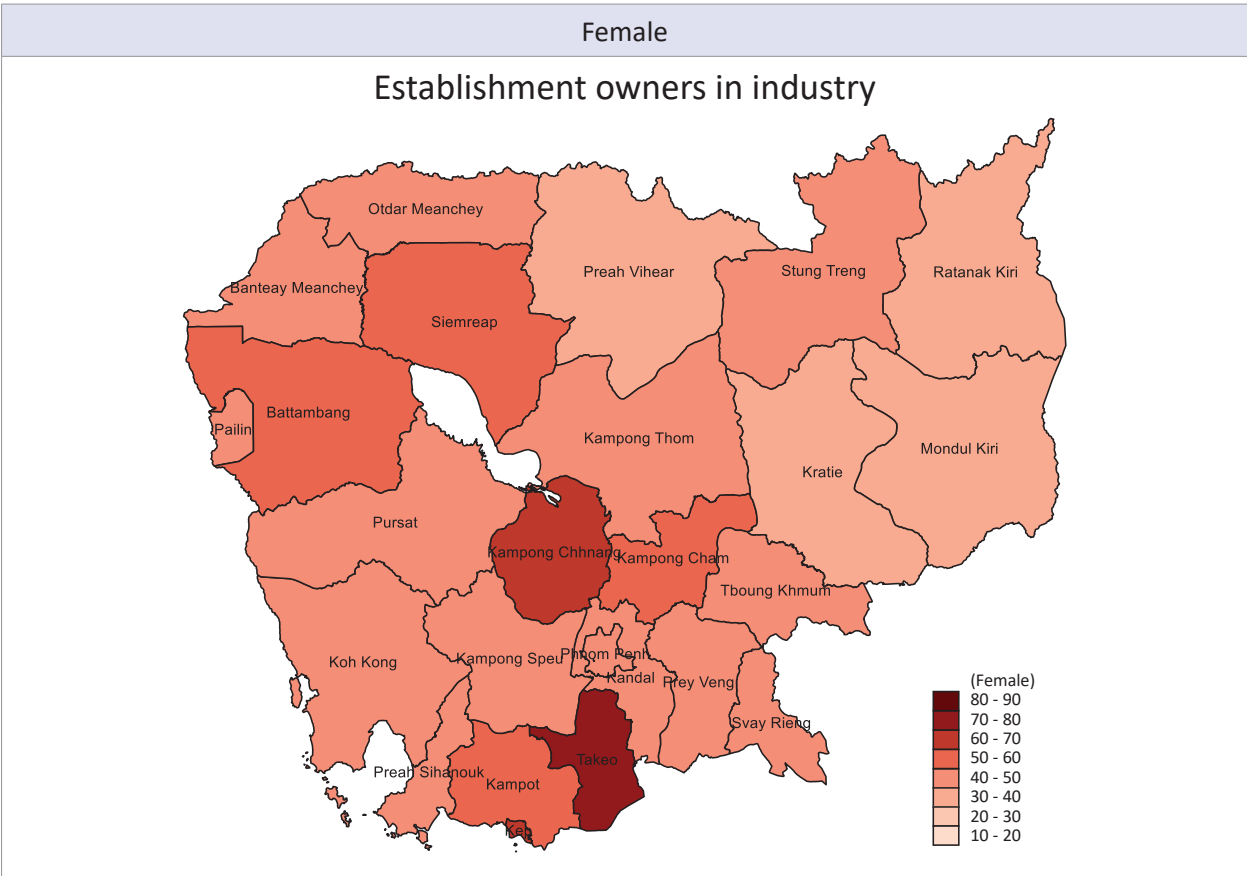 Female
Establishment owners in industry
Otdar Meanchey
Preah Vihear
Stung Treng
Ratanak Kiri
Banteay Meanchey
Siemreap
Battambang
Pailin
Kampong Thom
Mondul Kiri
Kratie
Pursat
Kampong Chhnang
Kampong Cham
Tboung Khmum
Koh Kong
Kampong Speu
Phnom Penh
Kandal
Prey Veng
Svay Rieng
Takeo
Preah Sihanouk
Kampot
Kep
(Female)
80 - 90
70 - 80
60 - 70
50 - 60
40 - 50
30 - 40
20 - 30
10 - 20